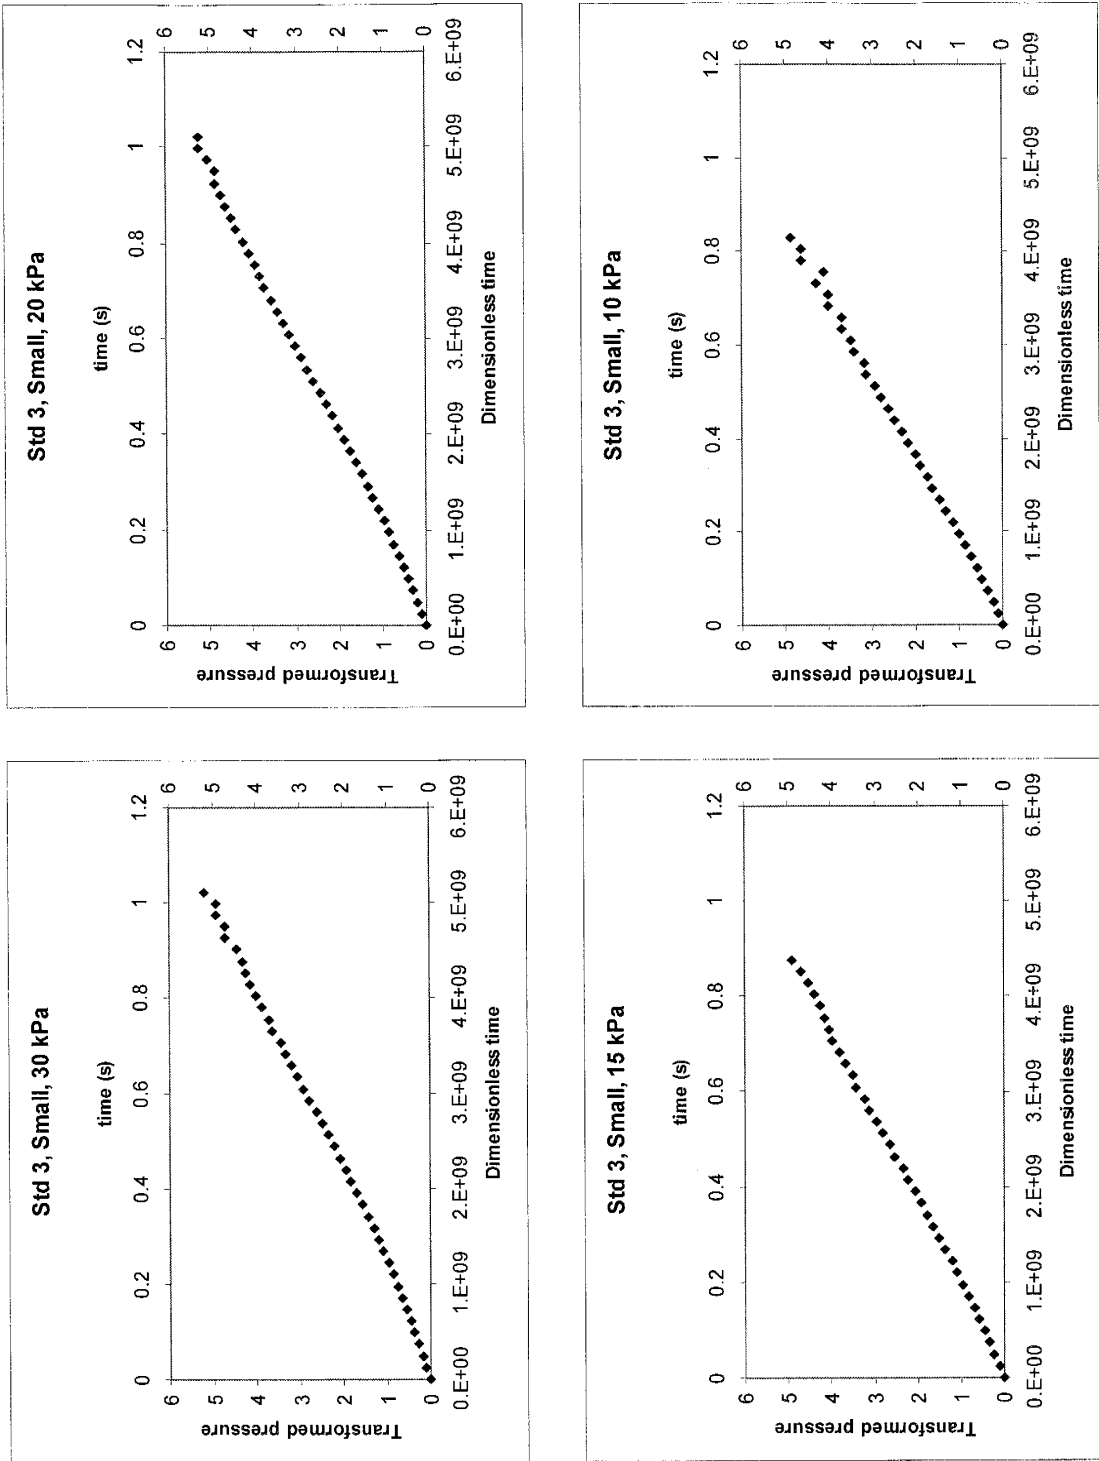 Std 3, Small, 30 kPa
time (s)
0 0.2 0.4 0.6 0.8 1 1.2
6 6
5 5
4 4
3 3
2 2
1 1
0 0
Transformed pressure
0.E+00 1.E+09 2.E+09 3.E+09 4.E+09 5.E+09 6.E+09
Dimensionless time
Std 3, Small, 20 kPa
time (s)
0 0.2 0.4 0.6 0.8 1 1.2
6 6
5 5
4 4
3 3
2 2
1 1
0 0
Transformed pressure
0.E+00 1.E+09 2.E+09 3.E+09 4.E+09 5.E+09 6.E+09
Dimensionless time
Std 3, Small, 15 kPa
time (s)
0 0.2 0.4 0.6 0.8 1 1.2
6 6
5 5
4 4
3 3
2 2
1 1
0 0
Transformed pressure
0.E+00 1.E+09 2.E+09 3.E+09 4.E+09 5.E+09 6.E+09
Dimensionless time
Std 3, Small, 10 kPa
time (s)
0 0.2 0.4 0.6 0.8 1 1.2
6 6
5 5
4 4
3 3
2 2
1 1
0 0
Transformed pressure
0.E+00 1.E+09 2.E+09 3.E+09 4.E+09 5.E+09 6.E+09
Dimensionless time